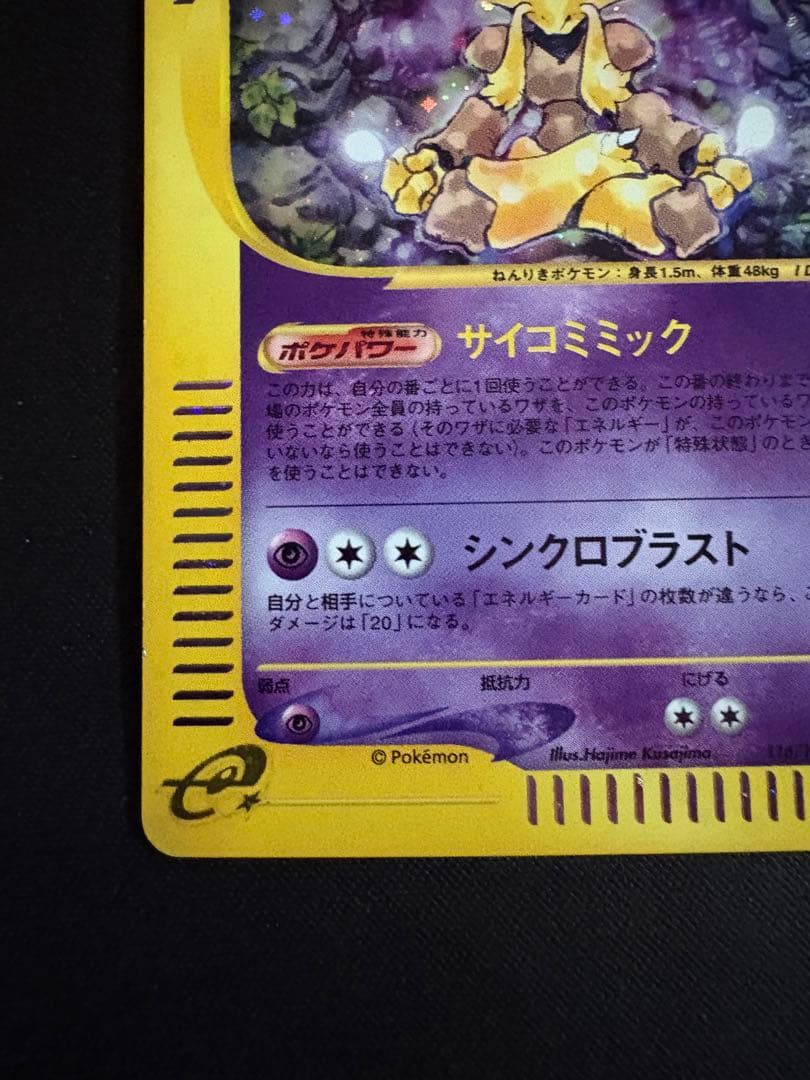 ねんりきポケモン：身長1.5m、体重48kg
特殊能力
ポケパワー サイコミミック
この力は、自分の番ごとに1回使うことができる。この番の終わりまで
場のポケモン全員の持っているワザを、このポケモンの持っているワ
使うことができる（そのワザに必要な「エネルギー」が、このポケモン
いないなら使うことはできない）。このポケモンが「特殊状態」のとき
を使うことはできない。
シンクロブラスト
自分と相手についている「エネルギーカード」の枚数が違うなら、こ
ダメージは「20」になる。
弱点 抵抗力 にげる
©Pokémon Illus.Hajime Kusajima
e